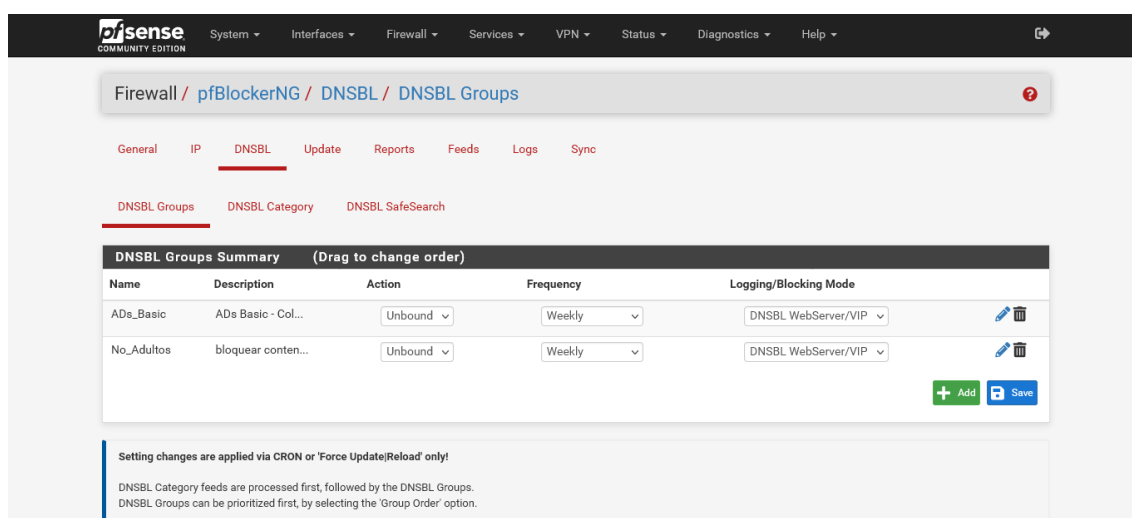 pfsense System Interfaces Firewall Services VPN Status Diagnostics Help
COMMUNITY EDITION
Firewall / pfBlockerNG / DNSBL / DNSBL Groups
General IP DNSBL Update Reports Feeds Logs Sync
DNSBL Groups DNSBL Category DNSBL SafeSearch
DNSBL Groups Summary (Drag to change order)
Name Description Action Frequency Logging/Blocking Mode
ADs_Basic ADs Basic - Col... Unbound Weekly DNSBL WebServer/VIP
No_Adultos bloquear conten... Unbound Weekly DNSBL WebServer/VIP
Add Save
Setting changes are applied via CRON or 'Force Update|Reload' only!
DNSBL Category feeds are processed first, followed by the DNSBL Groups.
DNSBL Groups can be prioritized first, by selecting the 'Group Order' option.